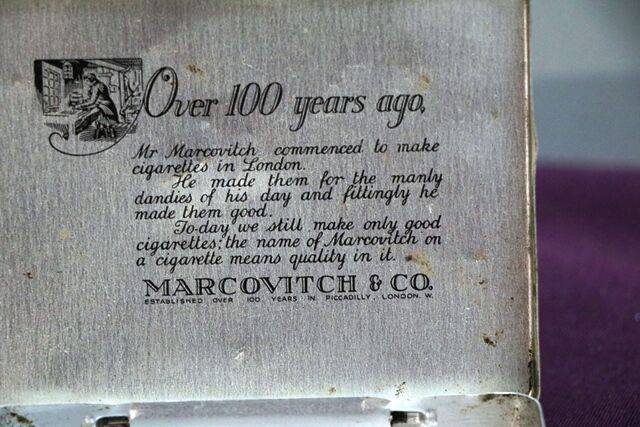 Over 100 years ago,
Mr Marcovitch commenced to make
cigarettes in London.
He made them for the manly
dandies of his day and fittingly he
made them good.
To-day we still make only good
cigarettes: the name of Marcovitch on
a cigarette means quality in it.
MARCOVITCH & CO.
ESTABLISHED OVER 100 YEARS IN PICCADILLY, LONDON. W.